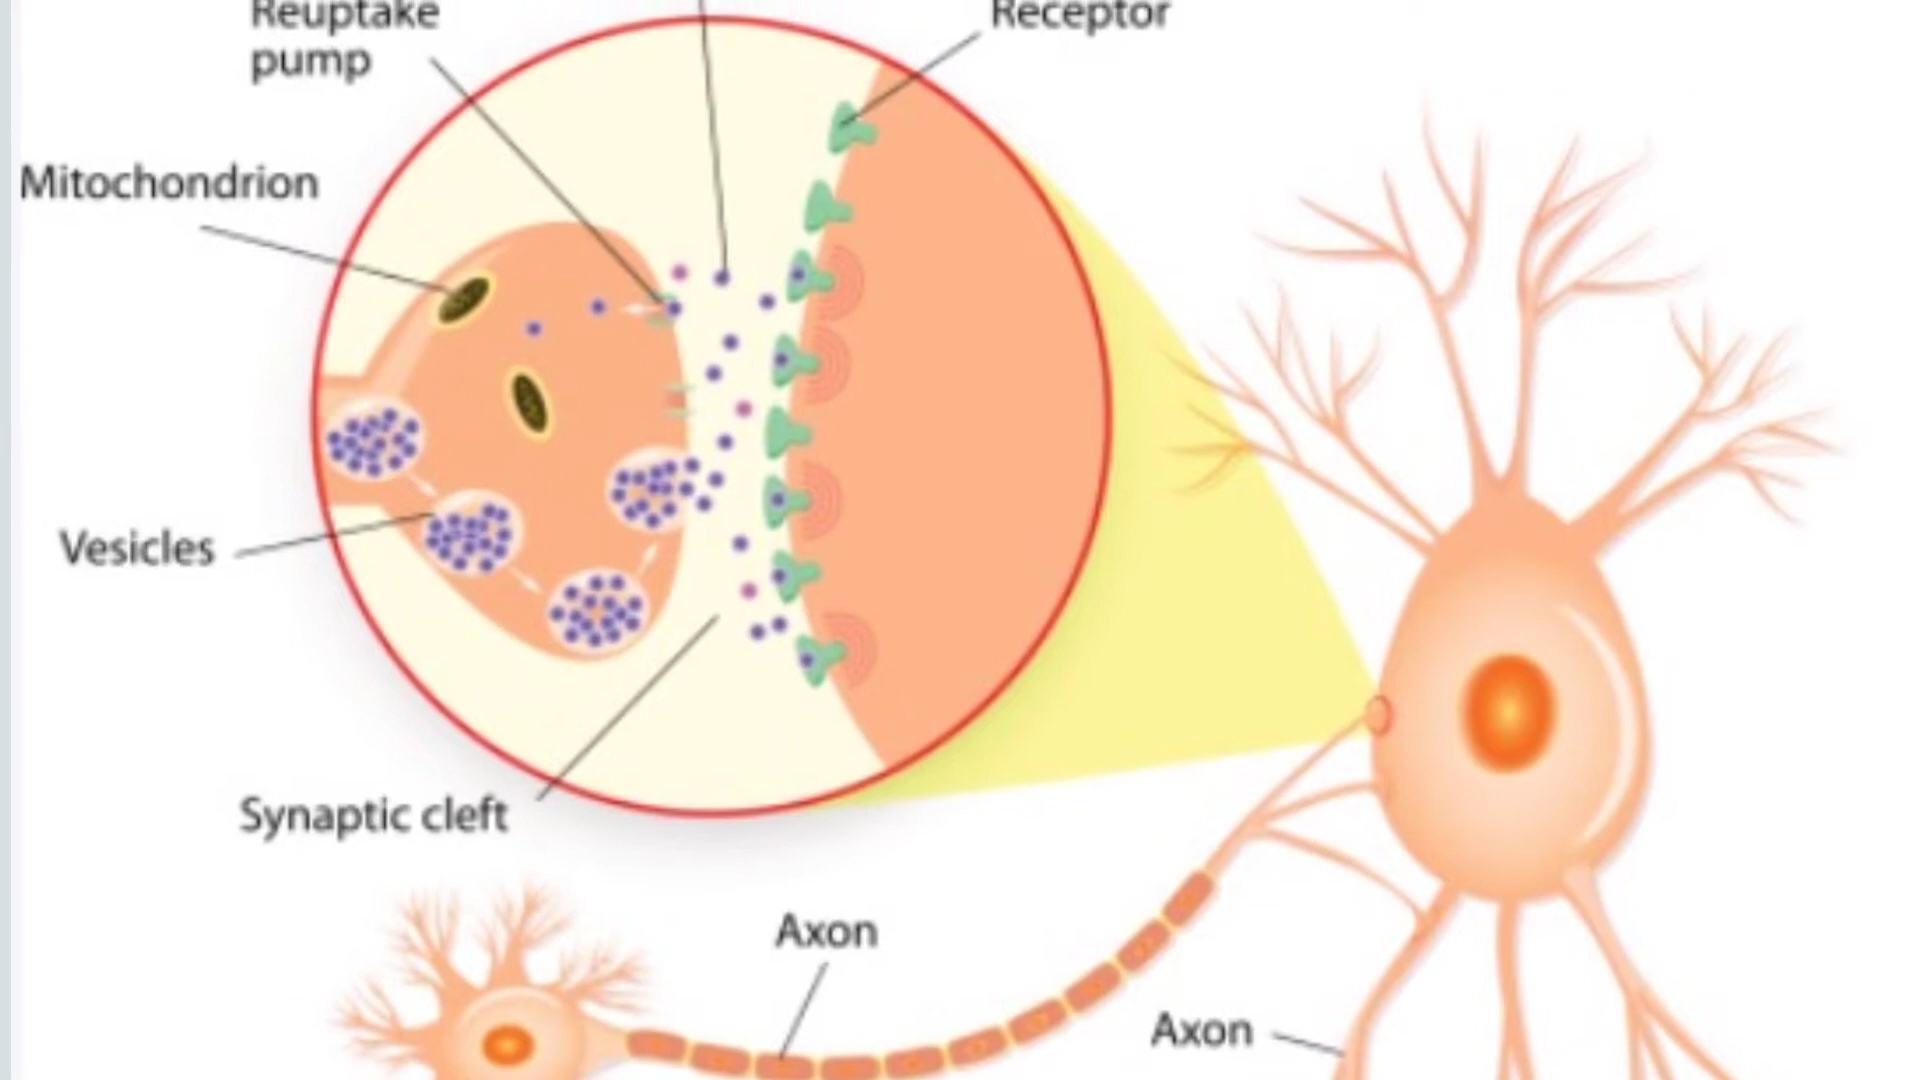 Reuptake
pump
Receptor
Mitochondrion
Vesicles
Synaptic cleft
Axon
Axon